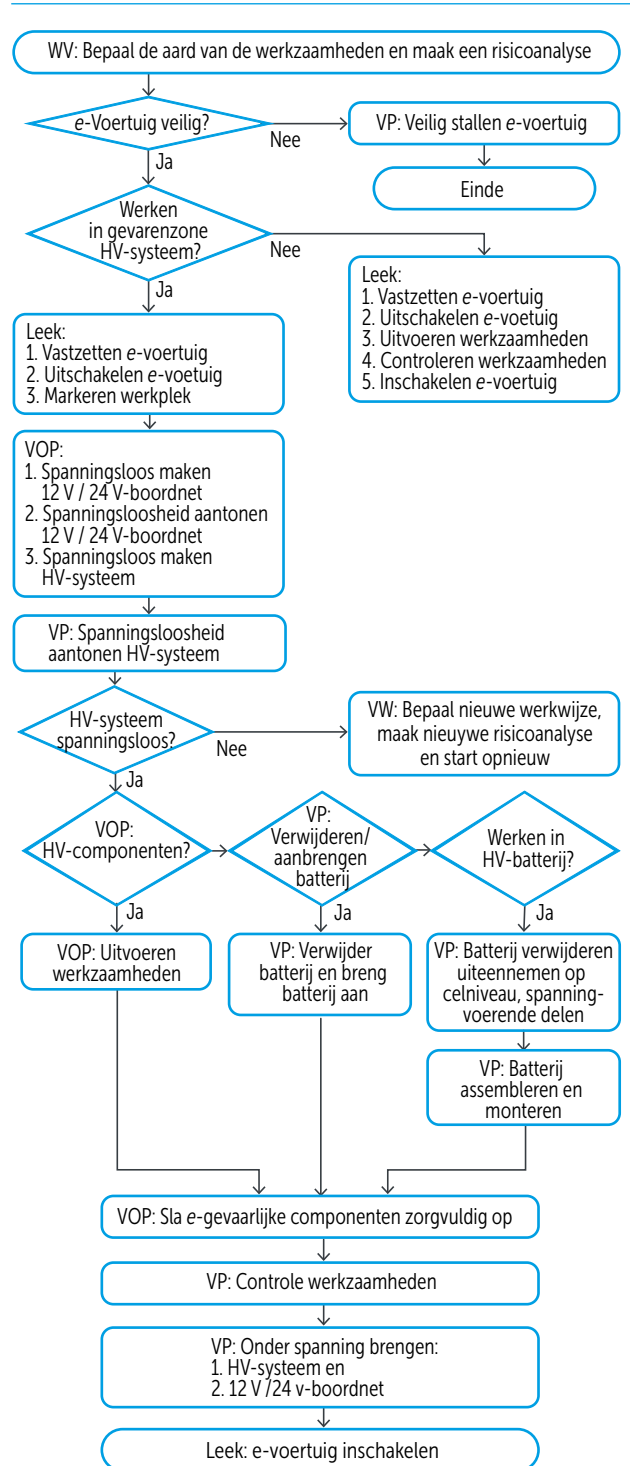 WV: Bepaal de aard van de werkzaamheden en maak een risicoanalyse
e-Voertuig veilig?
Nee
VP: Veilig stallen e-voertuig
Ja
Einde
Werken
in gevarenzone
HV-systeem?
Nee
Ja
Leek:
1. Vastzetten e-voertuig
2. Uitschakelen e-voetuig
3. Uitvoeren werkzaamheden
4. Controleren werkzaamheden
5. Inschakelen e-voertuig
Leek:
1. Vastzetten e-voertuig
2. Uitschakelen e-voetuig
3. Markeren werkplek
VOP:
1. Spanningsloos maken
12 V / 24 V-boordnet
2. Spanningsloosheid aantonen
12 V / 24 V-boordnet
3. Spanningsloos maken
HV-systeem
VP: Spanningsloosheid
aantonen HV-systeem
HV-systeem
spanningsloos?
Nee
VW: Bepaal nieuwe werkwijze,
maak nieuywe risicoanalyse
en start opnieuw
Ja
VOP:
HV-componenten?
VP:
Verwijderen/
aanbrengen
batterij
Werken in
HV-batterij?
Ja
Ja
Ja
VOP: Uitvoeren
werkzaamheden
VP: Verwijder
batterij en breng
batterij aan
VP: Batterij verwijderen
uiteennemen op
celniveau, spanning-
voerende delen
VP: Batterij
assembleren en
monteren
VOP: Sla e-gevaarlijke componenten zorgvuldig op
VP: Controle werkzaamheden
VP: Onder spanning brengen:
1. HV-systeem en
2. 12 V /24 v-boordnet
Leek: e-voertuig inschakelen